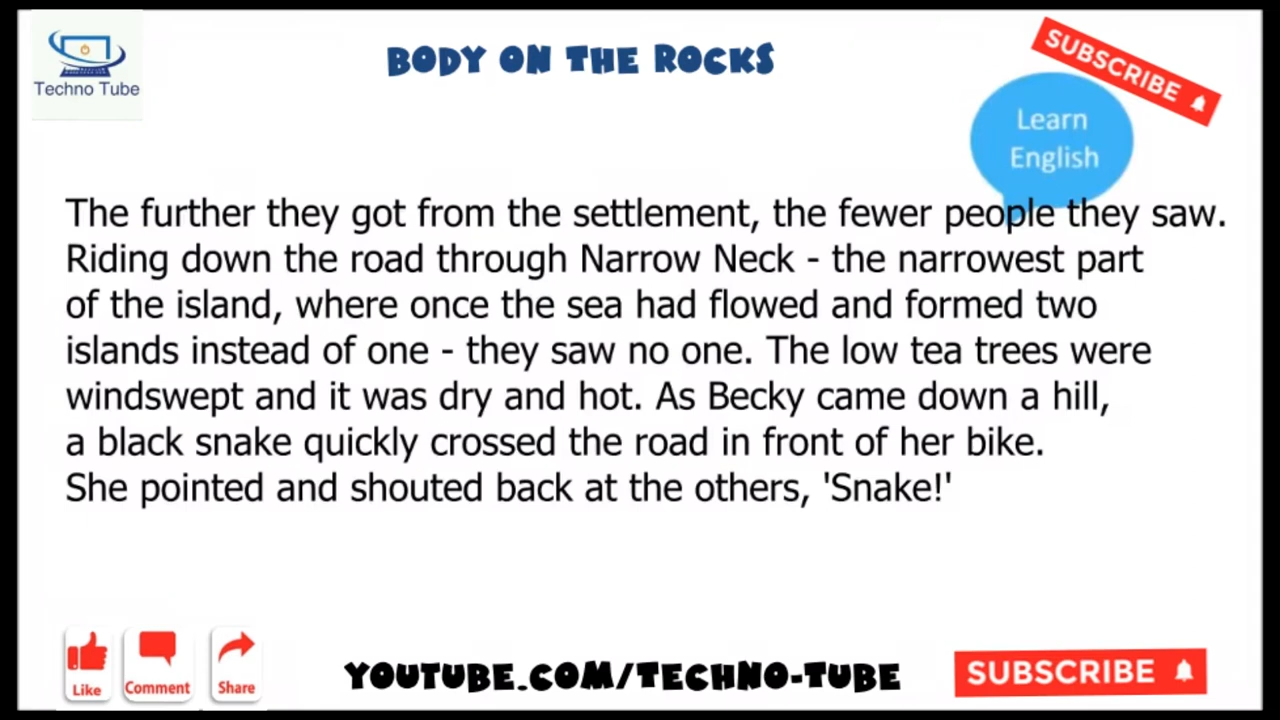 Techno Tube
BODY ON THE ROCKS
SUBSCRIBE
Learn
English
The further they got from the settlement, the fewer people they saw.
Riding down the road through Narrow Neck - the narrowest part
of the island, where once the sea had flowed and formed two
islands instead of one - they saw no one. The low tea trees were
windswept and it was dry and hot. As Becky came down a hill,
a black snake quickly crossed the road in front of her bike.
She pointed and shouted back at the others, 'Snake!'
Like
Comment
Share
YOUTUBE.COM/TECHNO-TUBE
SUBSCRIBE